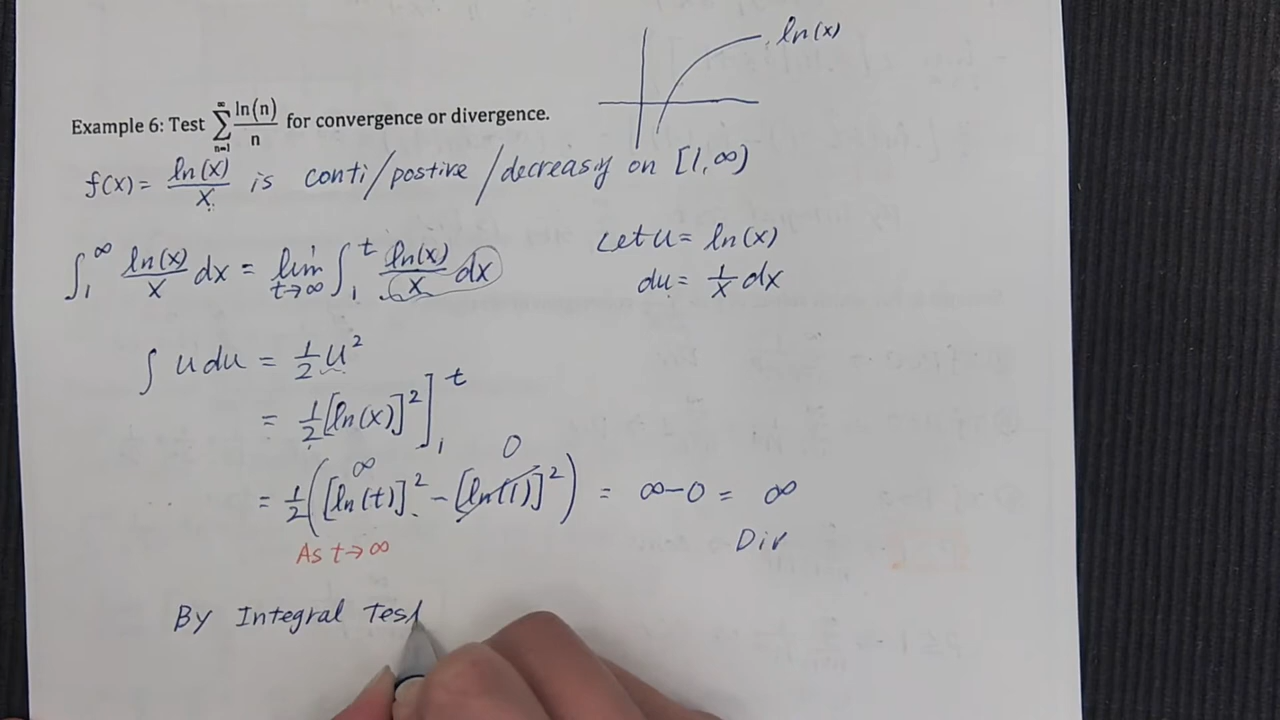 ln(x)
Example 6: Test ∑_{n=1}^{∞} ln(n)/n for convergence or divergence.
f(x) = ln(x)/x is conti/postive/decreasiy on [1,∞)
∫_1^∞ ln(x)/x dx = lim_{t→∞} ∫_1^t ln(x)/x dx
Let u = ln(x)
du = 1/x dx
∫ u du = 1/2 u²
= 1/2 [ln(x)]² ]_1^t
∞ 0
= 1/2 ([ln(t)]² - [ln(1)]²) = ∞-0 = ∞
As t→∞
Div
By Integral Test